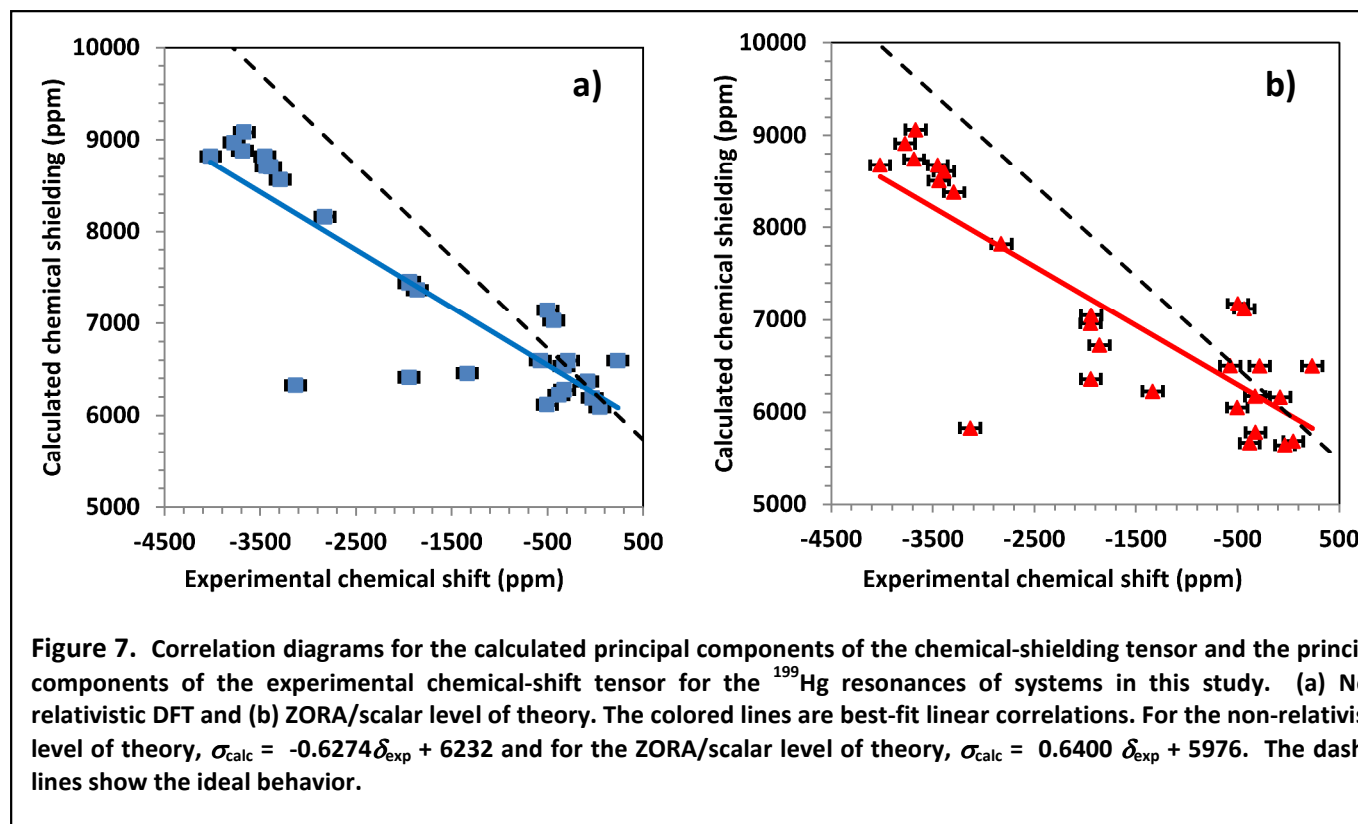 10000
9000
8000
7000
6000
5000
-4500 -3500 -2500 -1500 -500 500
Calculated chemical shielding (ppm)
Experimental chemical shift (ppm)
a)
10000
9000
8000
7000
6000
5000
-4500 -3500 -2500 -1500 -500 500
Calculated chemical shielding (ppm)
Experimental chemical shift (ppm)
b)
Figure 7. Correlation diagrams for the calculated principal components of the chemical-shielding tensor and the princi
components of the experimental chemical-shift tensor for the ¹⁹⁹Hg resonances of systems in this study. (a) N
relativistic DFT and (b) ZORA/scalar level of theory. The colored lines are best-fit linear correlations. For the non-relativis
level of theory, σcalc = -0.6274δexp + 6232 and for the ZORA/scalar level of theory, σcalc = 0.6400 δexp + 5976. The dash
lines show the ideal behavior.